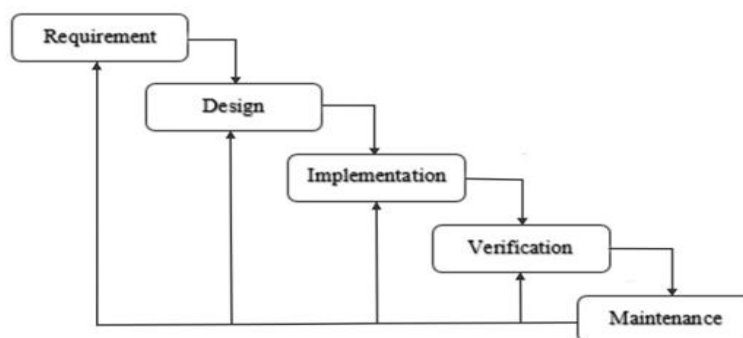 Requirement
Design
Implementation
Verification
Maintenance